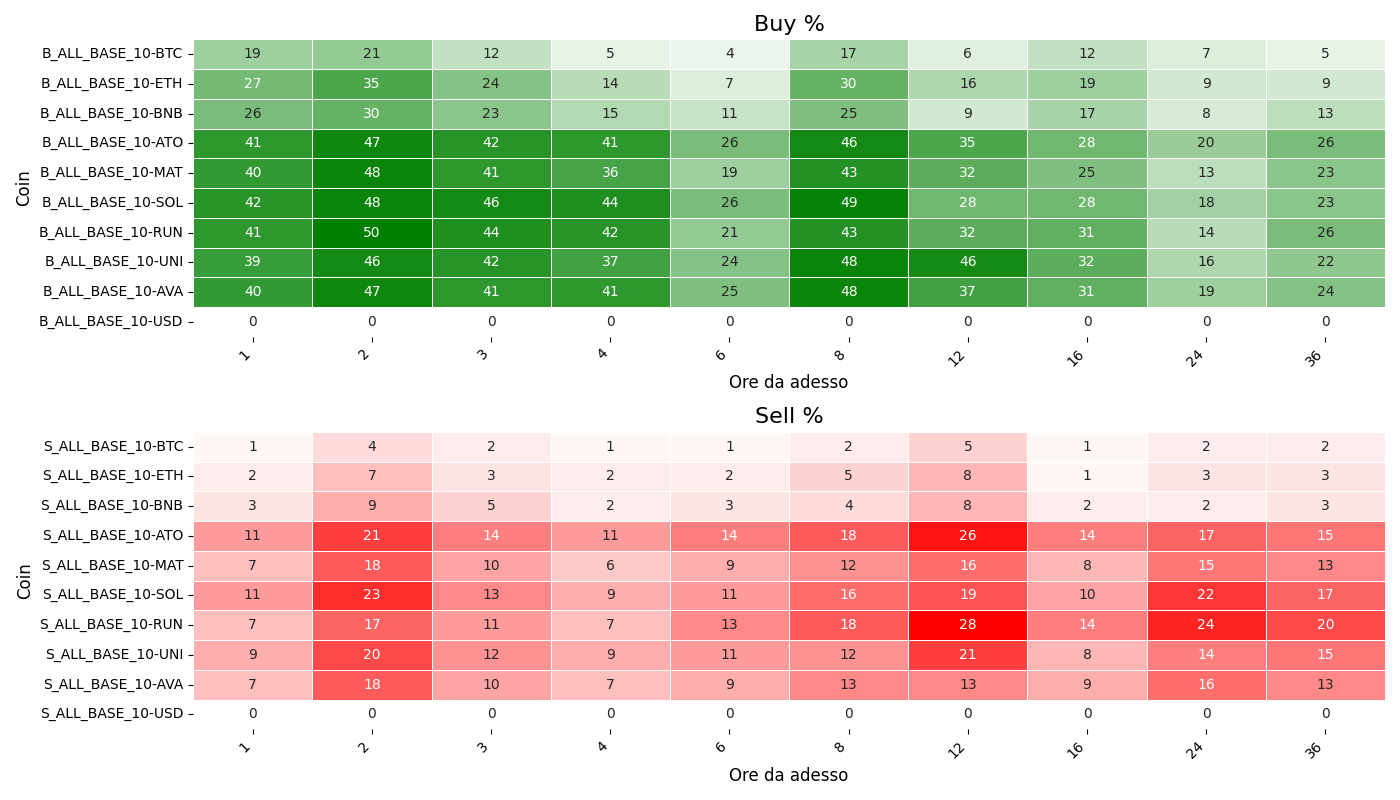 Buy %
Coin
B_ALL_BASE_10-BTC 19 21 12 5 4 17 6 12 7 5
B_ALL_BASE_10-ETH 27 35 24 14 7 30 16 19 9 9
B_ALL_BASE_10-BNB 26 30 23 15 11 25 9 17 8 13
B_ALL_BASE_10-ATO 41 47 42 41 26 46 35 28 20 26
B_ALL_BASE_10-MAT 40 48 41 36 19 43 32 25 13 23
B_ALL_BASE_10-SOL 42 48 46 44 26 49 28 28 18 23
B_ALL_BASE_10-RUN 41 50 44 42 21 43 32 31 14 26
B_ALL_BASE_10-UNI 39 46 42 37 24 48 46 32 16 22
B_ALL_BASE_10-AVA 40 47 41 41 25 48 37 31 19 24
B_ALL_BASE_10-USD 0 0 0 0 0 0 0 0 0 0
1 2 3 4 6 8 12 16 24 36
Ore da adesso
Sell %
Coin
S_ALL_BASE_10-BTC 1 4 2 1 1 2 5 1 2 2
S_ALL_BASE_10-ETH 2 7 3 2 2 5 8 1 3 3
S_ALL_BASE_10-BNB 3 9 5 2 3 4 8 2 2 3
S_ALL_BASE_10-ATO 11 21 14 11 14 18 26 14 17 15
S_ALL_BASE_10-MAT 7 18 10 6 9 12 16 8 15 13
S_ALL_BASE_10-SOL 11 23 13 9 11 16 19 10 22 17
S_ALL_BASE_10-RUN 7 17 11 7 13 18 28 14 24 20
S_ALL_BASE_10-UNI 9 20 12 9 11 12 21 8 14 15
S_ALL_BASE_10-AVA 7 18 10 7 9 13 13 9 16 13
S_ALL_BASE_10-USD 0 0 0 0 0 0 0 0 0 0
1 2 3 4 6 8 12 16 24 36
Ore da adesso